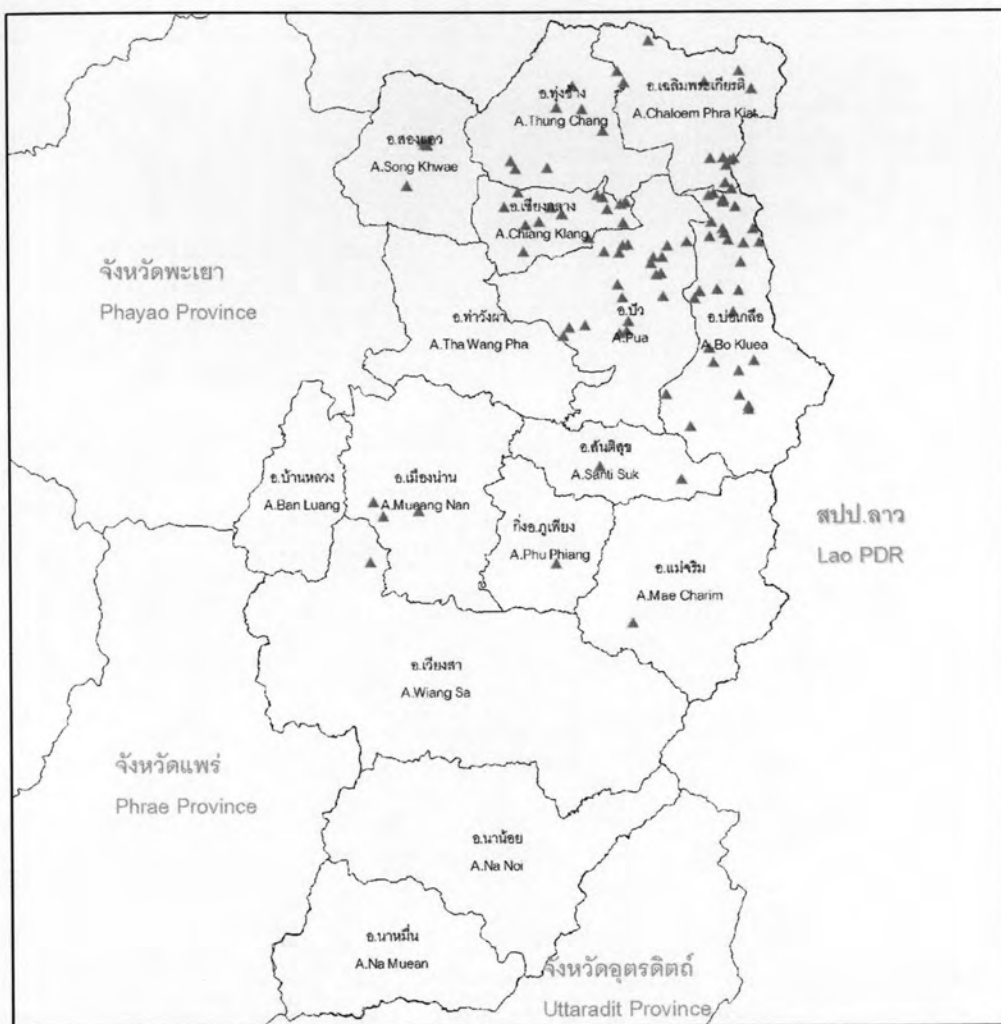 อ.เฉลิมพระเกียรติ
A.Chaloem Phra Kiat
อ.ทุ่งช้าง
A.Thung Chang
อ.สองแคว
A.Song Khwae
อ.เชียงกลาง
A.Chiang Klang
จังหวัดพะเยา
Phayao Province
อ.ท่าวังผา
A.Tha Wang Pha
อ.ปัว
A.Pua
อ.บ่อเกลือ
A.Bo Kluea
อ.สันติสุข
A.Santi Suk
อ.บ้านหลวง
A.Ban Luang
อ.เมืองน่าน
A.Mueang Nan
กิ่งอ.ภูเพียง
A.Phu Phiang
สปป.ลาว
Lao PDR
อ.แม่จริม
A.Mae Charim
อ.เวียงสา
A.Wiang Sa
จังหวัดแพร่
Phrae Province
อ.นาน้อย
A.Na Noi
อ.นาหมื่น
A.Na Muean
จังหวัดอุตรดิตถ์
Uttaradit Province